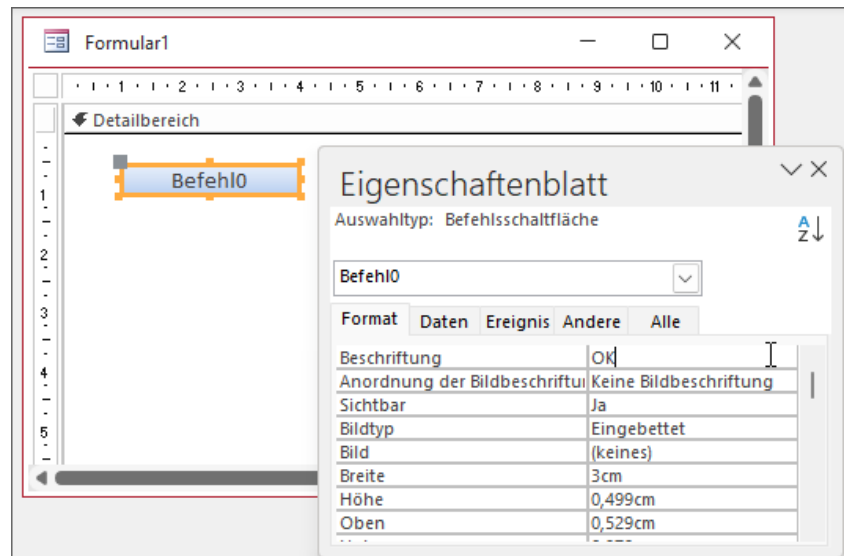 Formular1
1 2 3 4 5 6 7 8 9 10 11
Detailbereich
Befehl0
1
2
3
4
5
Eigenschaftenblatt
Auswahltyp: Befehlsschaltfläche
A
Z
Befehl0
Format Daten Ereignis Andere Alle
Beschriftung OK
Anordnung der Bildbeschriftu Keine Bildbeschriftung
Sichtbar Ja
Bildtyp Eingebettet
Bild (keines)
Breite 3cm
Höhe 0,499cm
Oben 0,529cm